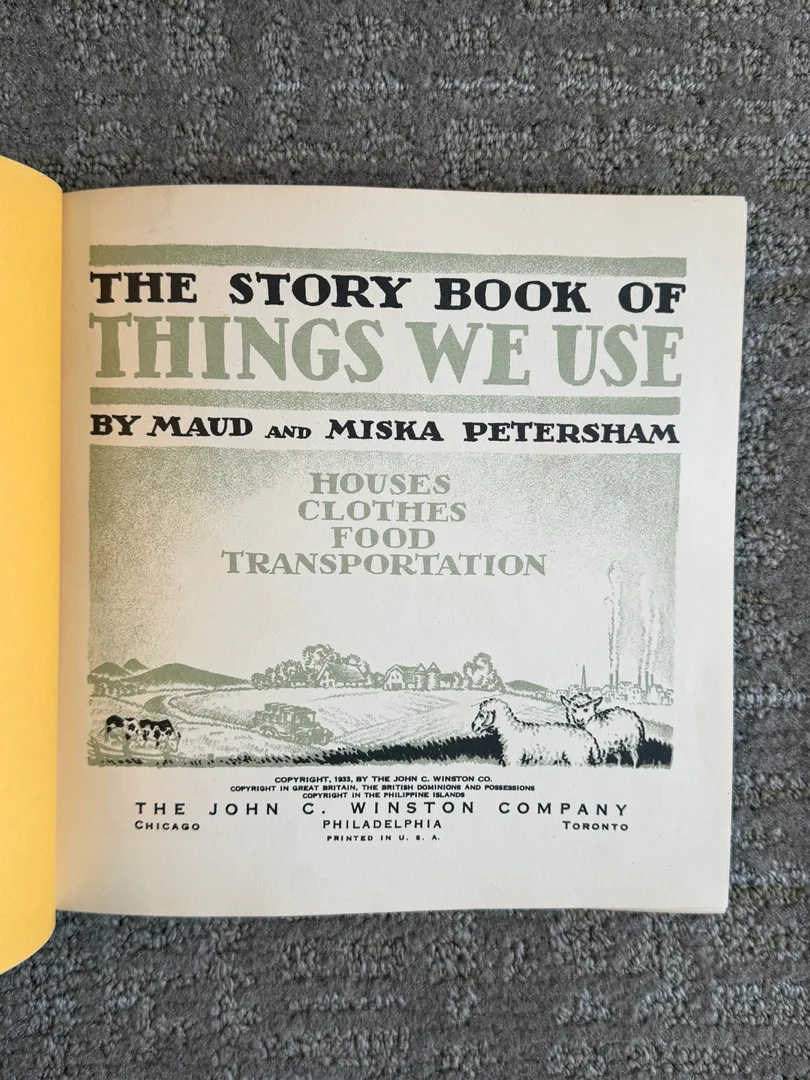 THE STORY BOOK OF
THINGS WE USE
BY MAUD AND MISKA PETERSHAM
HOUSES
CLOTHES
FOOD
TRANSPORTATION
COPYRIGHT, 1933, BY THE JOHN C. WINSTON CO.
COPYRIGHT IN GREAT BRITAIN, THE BRITISH DOMINIONS AND POSSESSIONS
COPYRIGHT IN THE PHILIPPINE ISLANDS
THE JOHN C. WINSTON COMPANY
CHICAGO PHILADELPHIA TORONTO
PRINTED IN U. S. A.